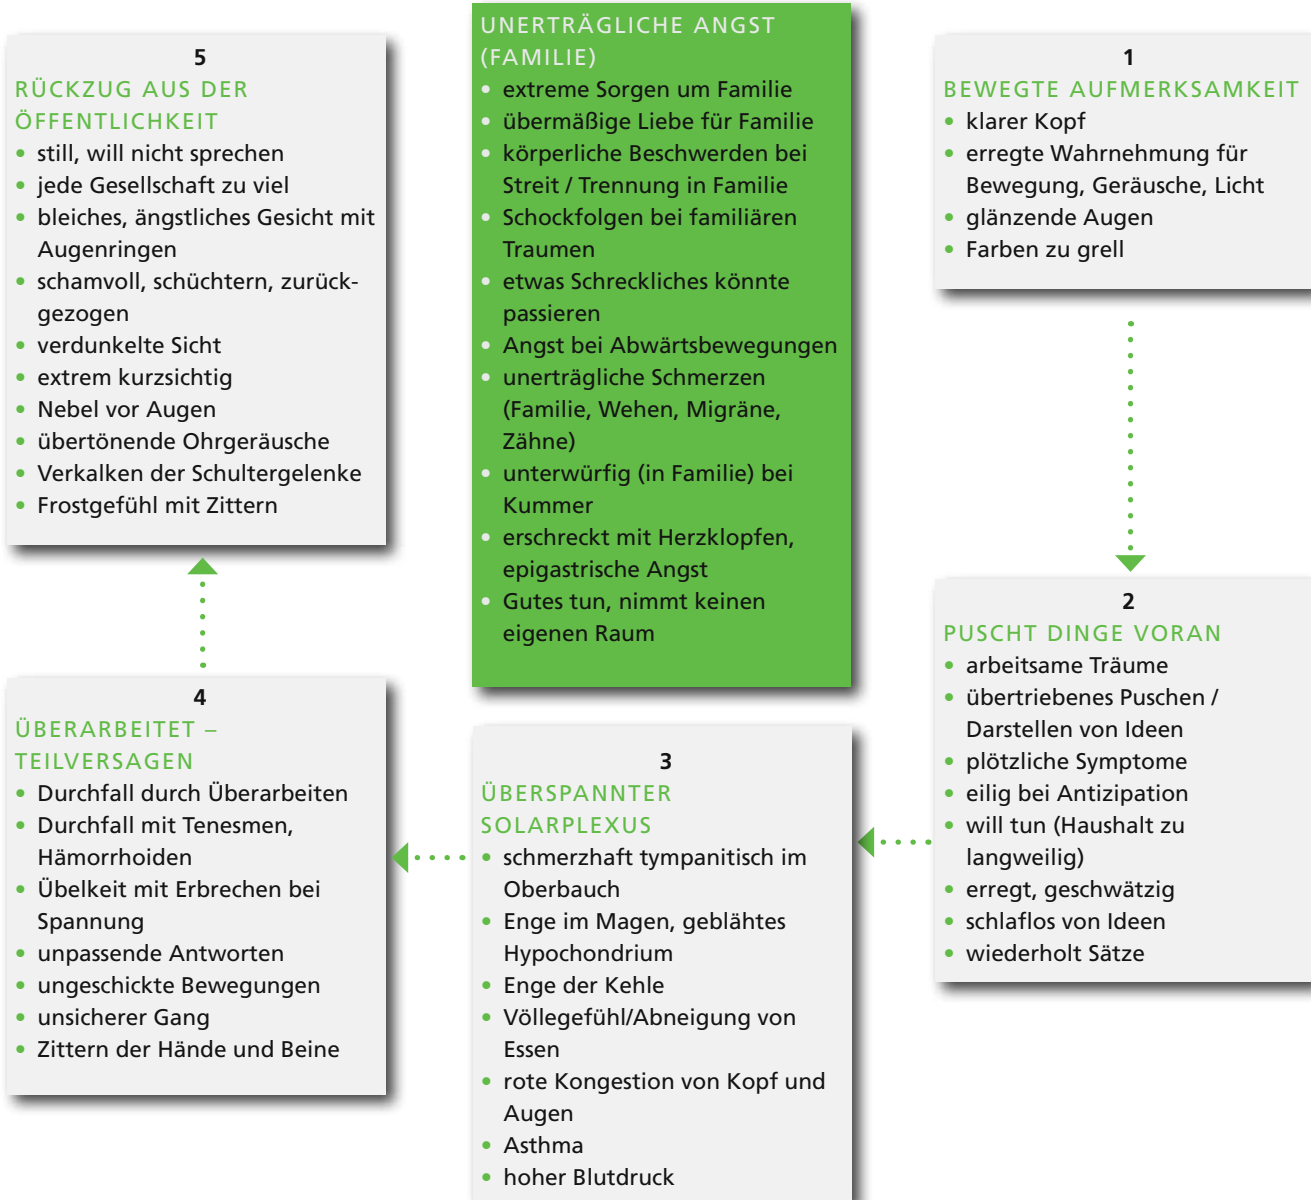 UNERTRÄGLICHE ANGST
(FAMILIE)
• extreme Sorgen um Familie
• übermäßige Liebe für Familie
• körperliche Beschwerden bei
Streit / Trennung in Familie
• Schockfolgen bei familiären
Traumen
• etwas Schreckliches könnte
passieren
• Angst bei Abwärtsbewegungen
• unerträgliche Schmerzen
(Familie, Wehen, Migräne,
Zähne)
• unterwürfig (in Familie) bei
Kummer
• erschreckt mit Herzklopfen,
epigastrische Angst
• Gutes tun, nimmt keinen
eigenen Raum
1
BEWEGTE AUFMERKSAMKEIT
• klarer Kopf
• erregte Wahrnehmung für
Bewegung, Geräusche, Licht
• glänzende Augen
• Farben zu grell
2
PUSCHT DINGE VORAN
• arbeitsame Träume
• übertriebenes Puschen /
Darstellen von Ideen
• plötzliche Symptome
• eilig bei Antizipation
• will tun (Haushalt zu
langweilig)
• erregt, geschwätzig
• schlaflos von Ideen
• wiederholt Sätze
3
ÜBERSPANNTER
SOLARPLEXUS
• schmerzhaft tympanitisch im
Oberbauch
• Enge im Magen, geblähtes
Hypochondrium
• Enge der Kehle
• Völlegefühl/Abneigung von
Essen
• rote Kongestion von Kopf und
Augen
• Asthma
• hoher Blutdruck
4
ÜBERARBEITET –
TEILVERSAGEN
• Durchfall durch Überarbeiten
• Durchfall mit Tenesmen,
Hämorrhoiden
• Übelkeit mit Erbrechen bei
Spannung
• unpassende Antworten
• ungeschickte Bewegungen
• unsicherer Gang
• Zittern der Hände und Beine
5
RÜCKZUG AUS DER
ÖFFENTLICHKEIT
• still, will nicht sprechen
• jede Gesellschaft zu viel
• bleiches, ängstliches Gesicht mit
Augenringen
• schamvoll, schüchtern, zurück-
gezogen
• verdunkelte Sicht
• extrem kurzsichtig
• Nebel vor Augen
• übertönende Ohrgeräusche
• Verkalken der Schultergelenke
• Frostgefühl mit Zittern